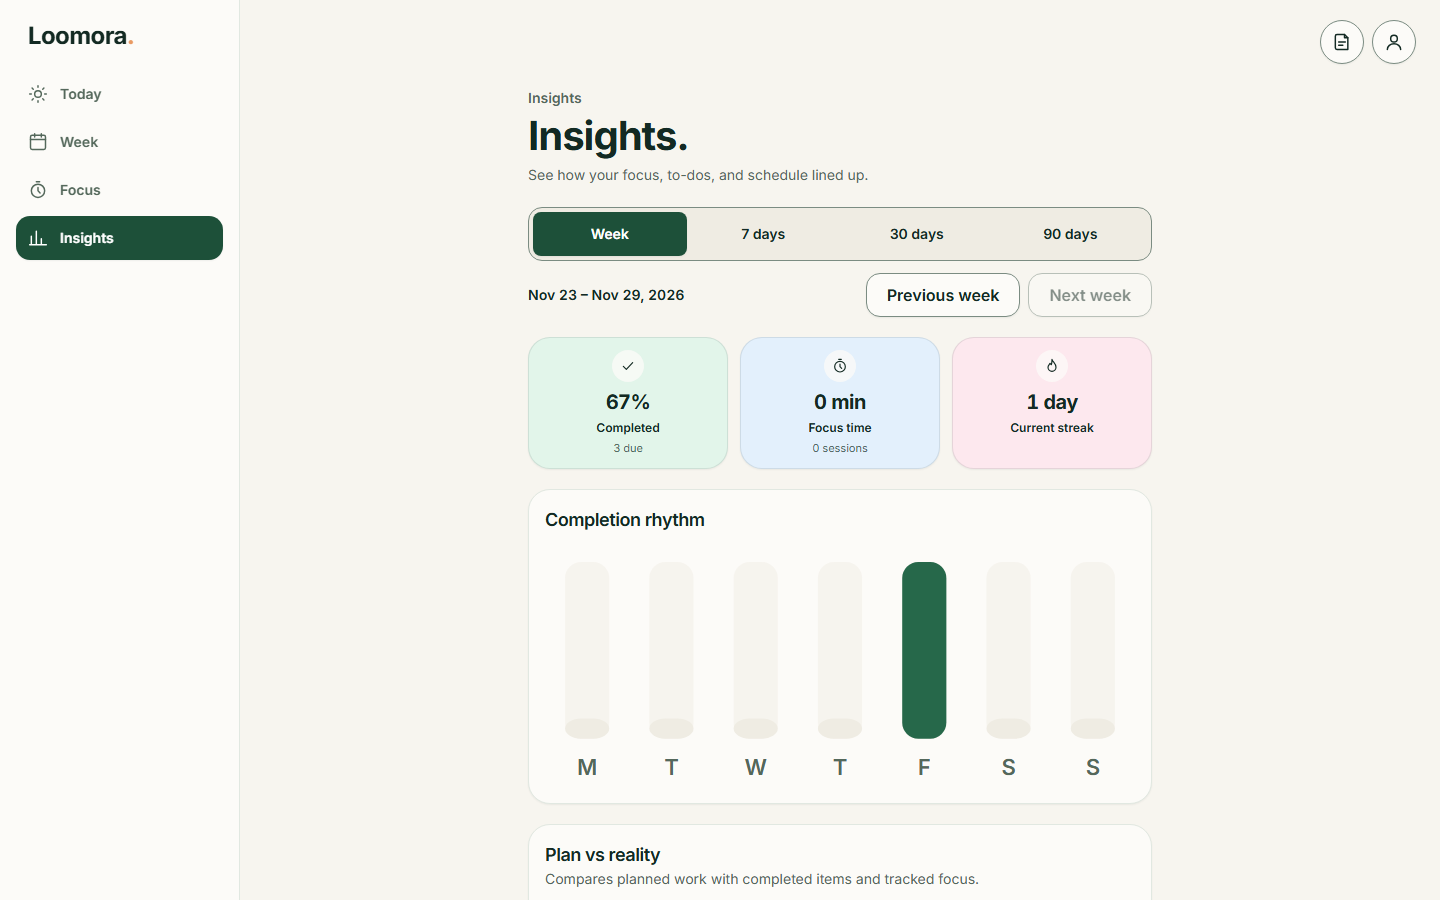 Loomora.
Today
Week
Focus
Insights
Insights
Insights.
See how your focus, to-dos, and schedule lined up.
Week 7 days 30 days 90 days
Nov 23 – Nov 29, 2026
Previous week Next week
67%
Completed
3 due
0 min
Focus time
0 sessions
1 day
Current streak
Completion rhythm
M T W T F S S
Plan vs reality
Compares planned work with completed items and tracked focus.